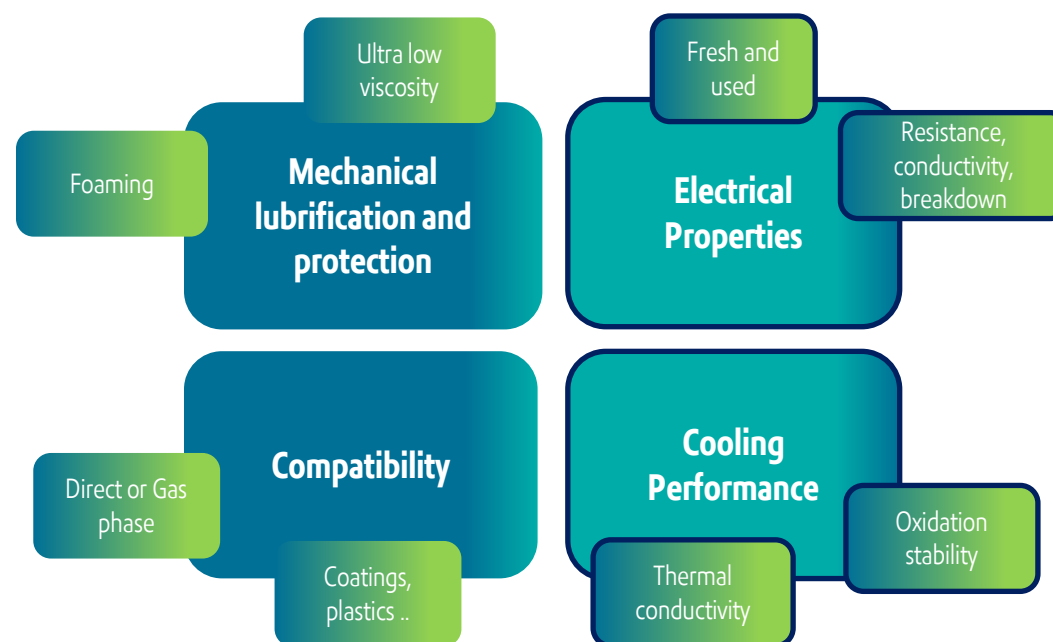 Ultra low
viscosity
Foaming
Mechanical
lubrification and
protection
Fresh and
used
Resistance,
conductivity,
breakdown
Electrical
Properties
Compatibility
Direct or Gas
phase
Coatings,
plastics ..
Cooling
Performance
Oxidation
stability
Thermal
conductivity